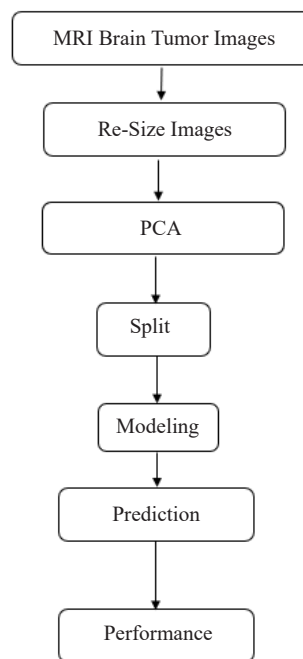 MRI Brain Tumor Images
Re-Size Images
PCA
Split
Modeling
Prediction
Performance